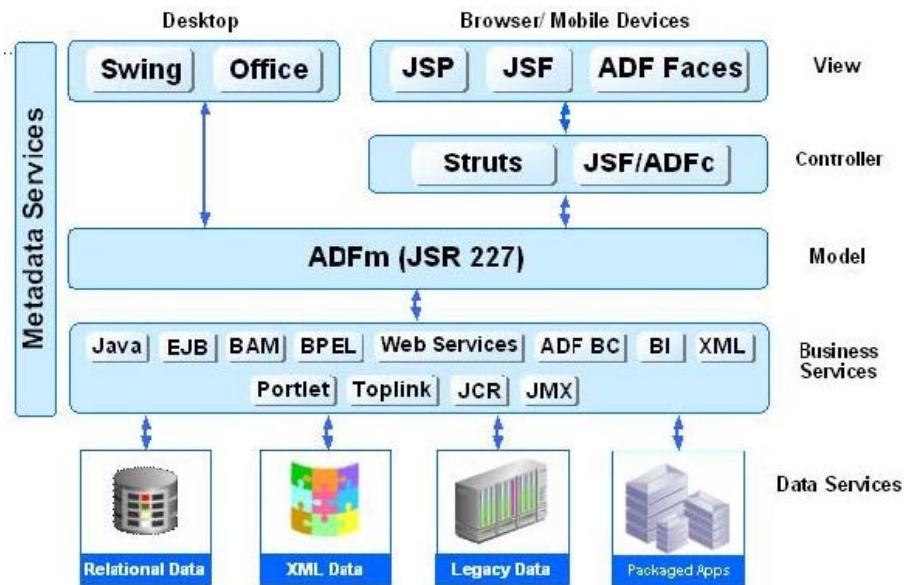 Desktop
Browser/ Mobile Devices
Metadata Services
Swing
Office
JSP
JSF
ADF Faces
View
Struts
JSF/ADFc
Controller
ADFm (JSR 227)
Model
Java
EJB
BAM
BPEL
Web Services
ADF BC
BI
XML
Portlet
Toplink
JCR
JMX
Business
Services
Data Services
Relational Data
XML Data
Legacy Data
Packaged Apps